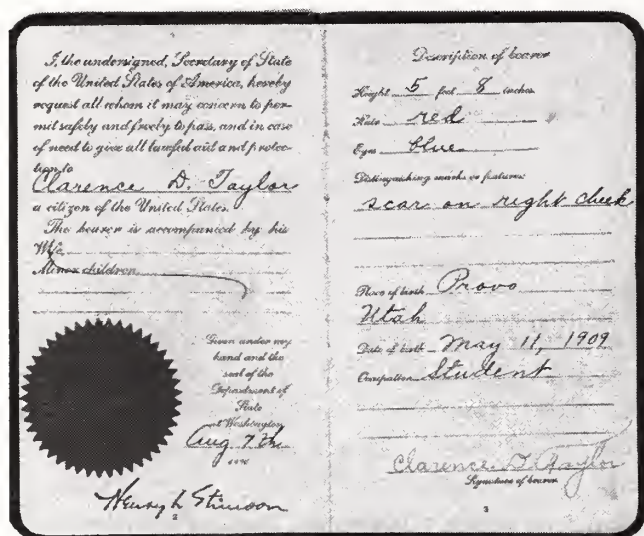 I, the undersigned, Secretary of State
of the United States of America, hereby
request all whom it may concern to per-
mit safely and freely to pass, and in case
of need to give all lawful aid and protec-
tion to
Clarence D. Taylor
a citizen of the United States.
The bearer is accompanied by his
Wife,
Minor children,
Given under my
hand and the
seal of the
Department of
State
at Washington,
Aug 7th
Henry L Stimson
2
Description of bearer
Height 5 feet 8 inches.
Hair red
Eyes blue
Distinguishing marks or features:
scar on right cheek
Place of birth Provo
Utah
Date of birth May 11, 1909
Occupation Student
Clarence D Taylor
Signature of bearer.
3